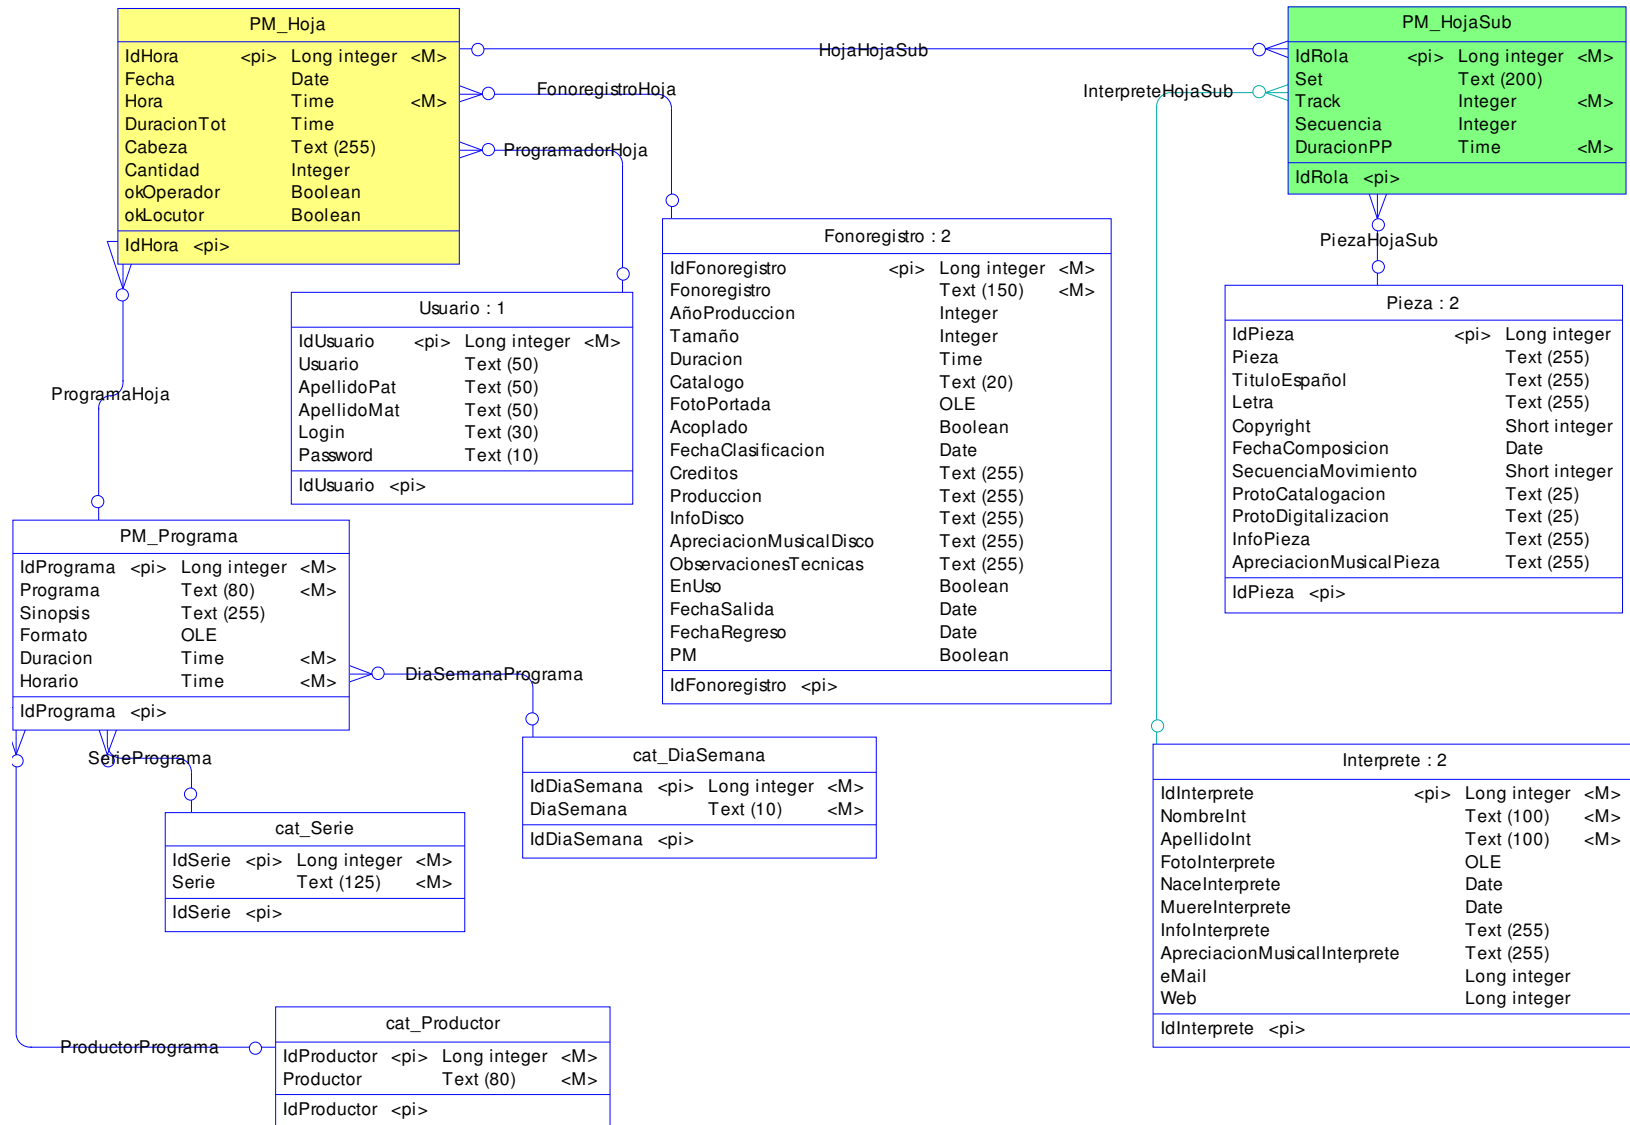 PM_Hoja
IdHora <pi> Long integer <M>
Fecha Date
Hora Time <M>
DuracionTot Time
Cabeza Text (255)
Cantidad Integer
okOperador Boolean
okLocutor Boolean
IdHora <pi>
HojaHojaSub
FonoregistroHoja
ProgramadorHoja
InterpreteHojaSub
PM_HojaSub
IdRola <pi> Long integer <M>
Set Text (200)
Track Integer <M>
Secuencia Integer
DuracionPP Time <M>
IdRola <pi>
PiezaHojaSub
Usuario : 1
IdUsuario <pi> Long integer <M>
Usuario Text (50)
ApellidoPat Text (50)
ApellidoMat Text (50)
Login Text (30)
Password Text (10)
IdUsuario <pi>
Fonoregistro : 2
IdFonoregistro <pi> Long integer <M>
Fonoregistro Text (150) <M>
AñoProduccion Integer
Tamaño Integer
Duracion Time
Catalogo Text (20)
FotoPortada OLE
Acoplado Boolean
FechaClasificacion Date
Creditos Text (255)
Produccion Text (255)
InfoDisco Text (255)
ApreciacionMusicalDisco Text (255)
ObservacionesTecnicas Text (255)
EnUso Boolean
FechaSalida Date
FechaRegreso Date
PM Boolean
IdFonoregistro <pi>
Pieza : 2
IdPieza <pi> Long integer
Pieza Text (255)
TituloEspañol Text (255)
Letra Text (255)
Copyright Short integer
FechaComposicion Date
SecuenciaMovimiento Short integer
ProtoCatalogacion Text (25)
ProtoDigitalizacion Text (25)
InfoPieza Text (255)
ApreciacionMusicalPieza Text (255)
IdPieza <pi>
ProgramaHoja
PM_Programa
IdPrograma <pi> Long integer <M>
Programa Text (80) <M>
Sinopsis Text (255)
Formato OLE
Duracion Time <M>
Horario Time <M>
IdPrograma <pi>
DiaSemanaPrograma
SeriePrograma
cat_DiaSemana
IdDiaSemana <pi> Long integer <M>
DiaSemana Text (10) <M>
IdDiaSemana <pi>
cat_Serie
IdSerie <pi> Long integer <M>
Serie Text (125) <M>
IdSerie <pi>
Interprete : 2
IdInterprete <pi> Long integer <M>
NombreInt Text (100) <M>
ApellidoInt Text (100) <M>
FotoInterprete OLE
NaceInterprete Date
MuereInterprete Date
InfoInterprete Text (255)
ApreciacionMusicalInterprete Text (255)
eMail Long integer
Web Long integer
IdInterprete <pi>
ProductorPrograma
cat_Productor
IdProductor <pi> Long integer <M>
Productor Text (80) <M>
IdProductor <pi>